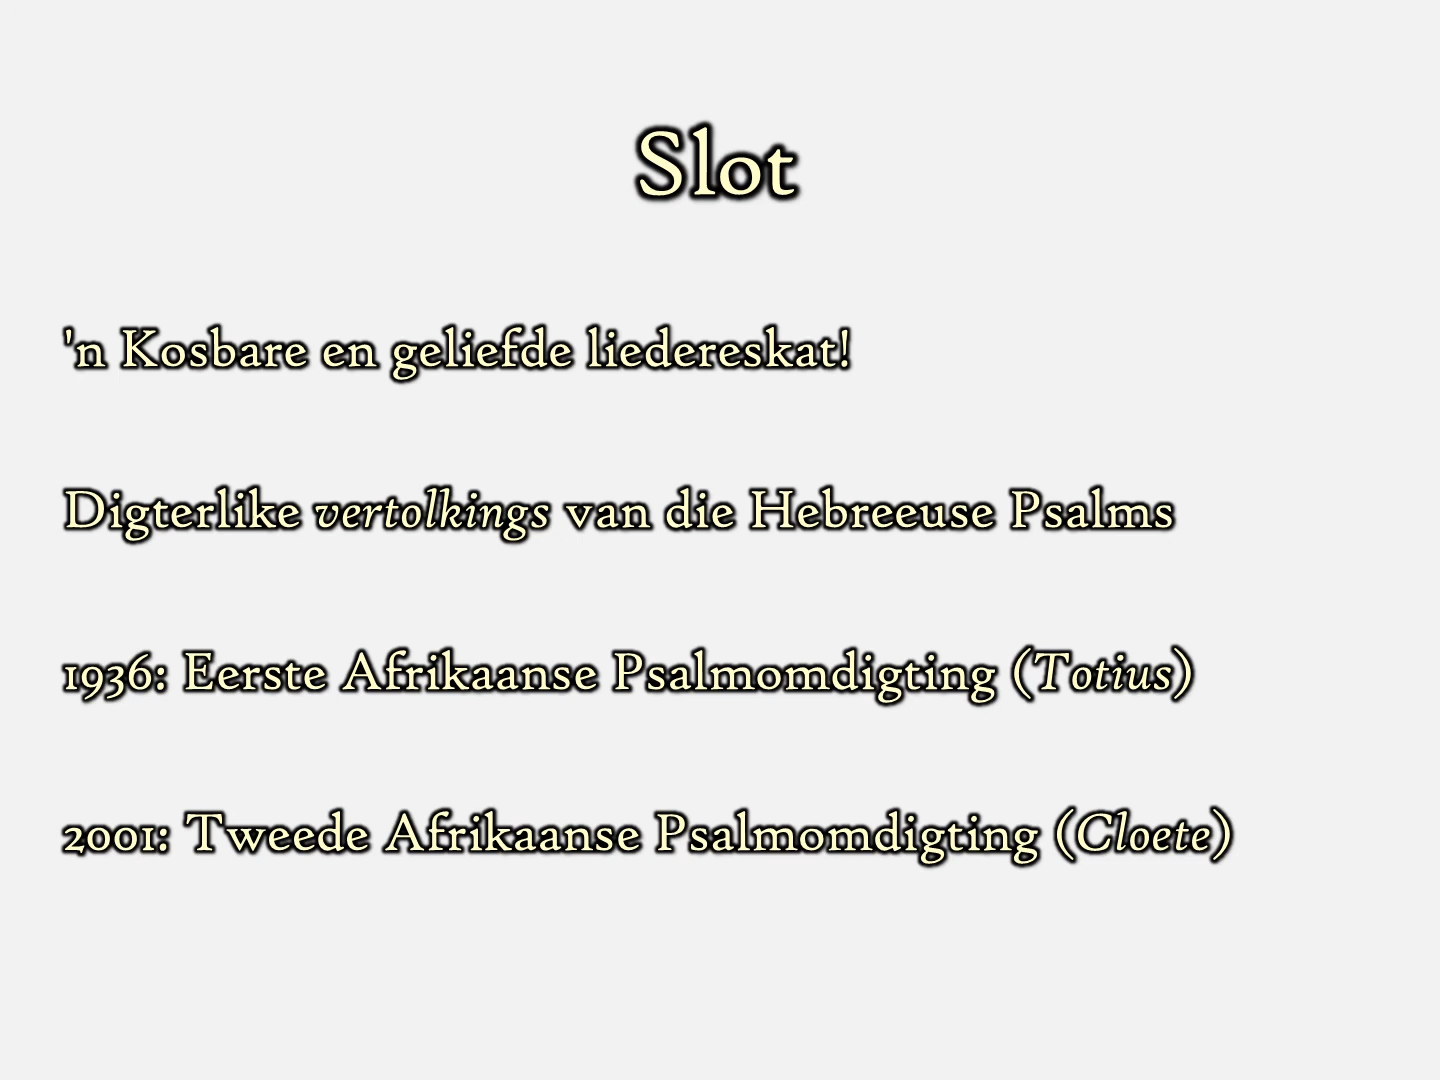 Slot
'n Kosbare en geliefde liedereskat!
Digterlike vertolkings van die Hebreeuse Psalms
1936: Eerste Afrikaanse Psalmomdigting (Totius)
2001: Tweede Afrikaanse Psalmomdigting (Cloete)